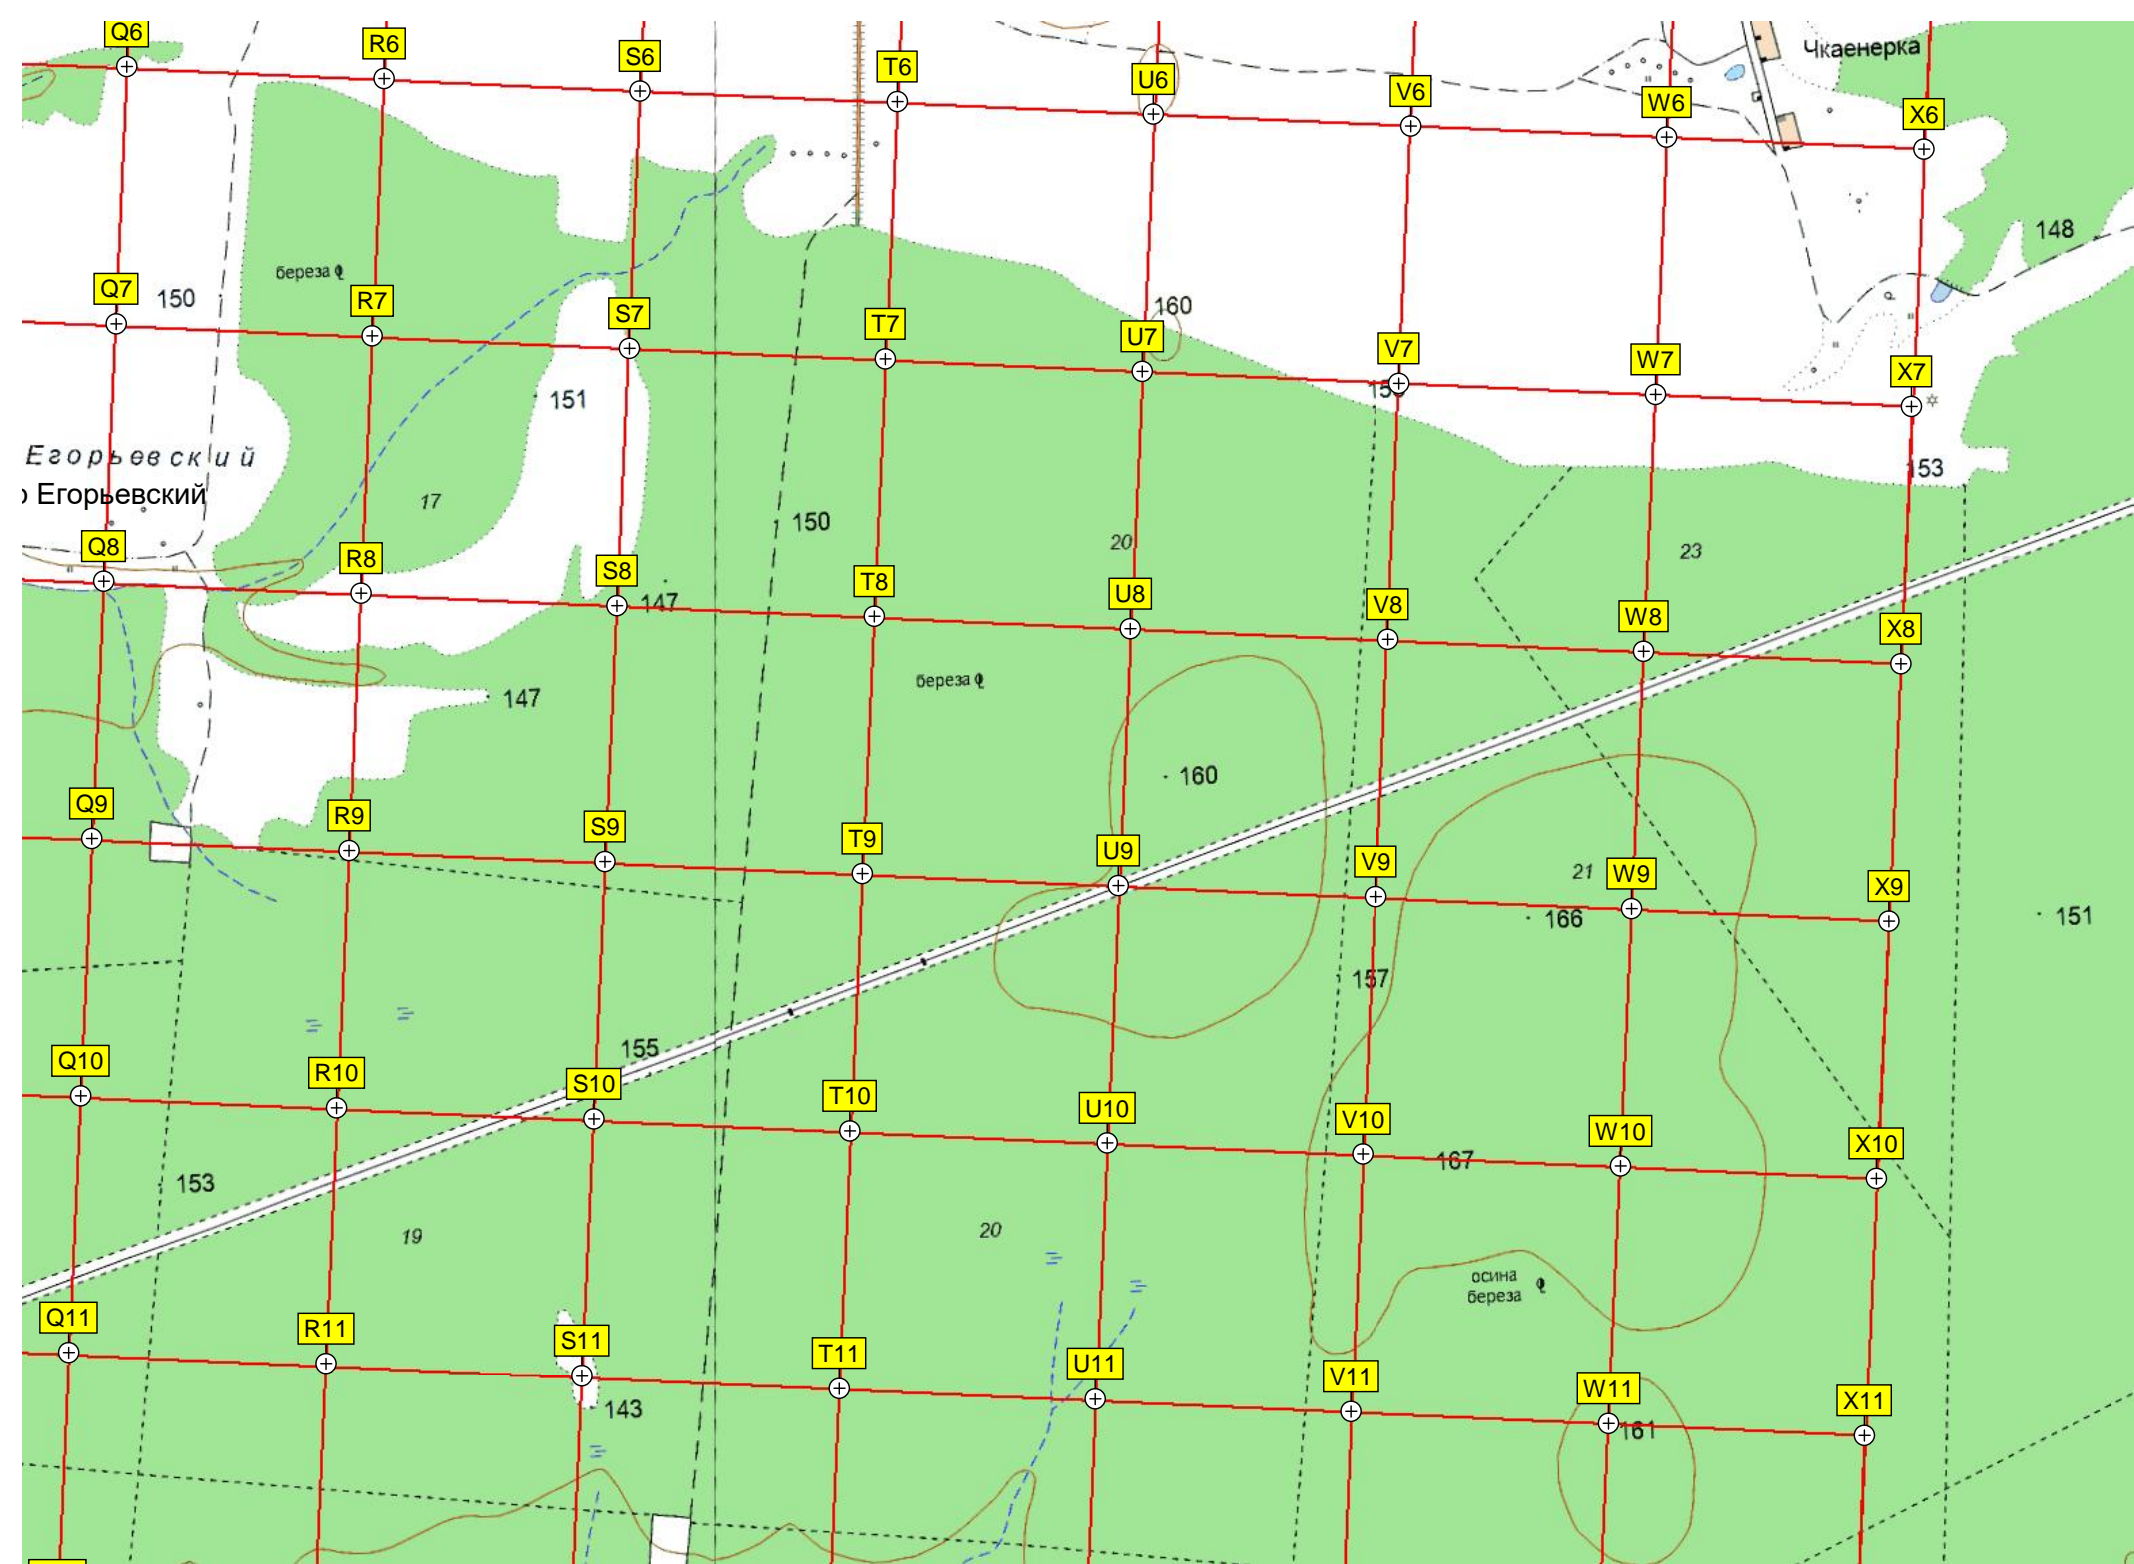 Q6
R6
S6
T6
U6
V6
W6
X6
Чкаенерка
148
береза
Q7
150
R7
S7
T7
160
U7
V7
W7
X7
151
153
Егорьевский
Егорьевский
17
150
20
23
Q8
R8
S8
147
T8
U8
V8
W8
X8
147
береза
160
Q9
R9
S9
T9
U9
V9
21
W9
X9
166
151
157
155
Q10
R10
S10
T10
U10
V10
167
W10
X10
153
19
20
осина
береза
Q11
R11
S11
T11
U11
V11
W11
X11
143
161